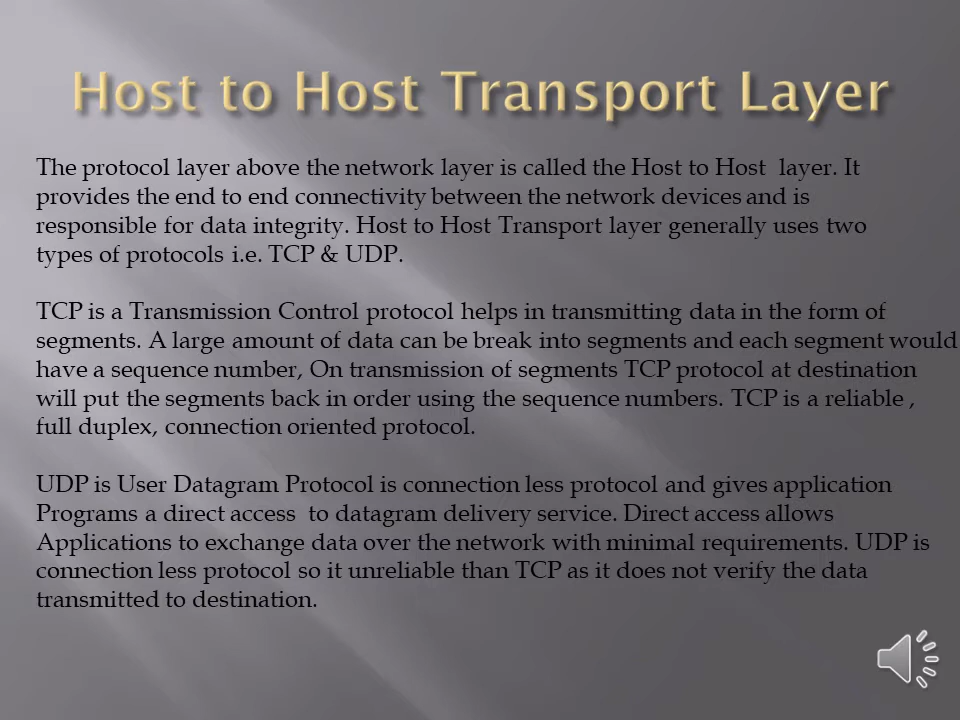 Host to Host Transport Layer
The protocol layer above the network layer is called the Host to Host  layer. It
provides the end to end connectivity between the network devices and is
responsible for data integrity. Host to Host Transport layer generally uses two
types of protocols i.e. TCP & UDP.
TCP is a Transmission Control protocol helps in transmitting data in the form of
segments. A large amount of data can be break into segments and each segment would
have a sequence number, On transmission of segments TCP protocol at destination
will put the segments back in order using the sequence numbers. TCP is a reliable ,
full duplex, connection oriented protocol.
UDP is User Datagram Protocol is connection less protocol and gives application
Programs a direct access  to datagram delivery service. Direct access allows
Applications to exchange data over the network with minimal requirements. UDP is
connection less protocol so it unreliable than TCP as it does not verify the data
transmitted to destination.